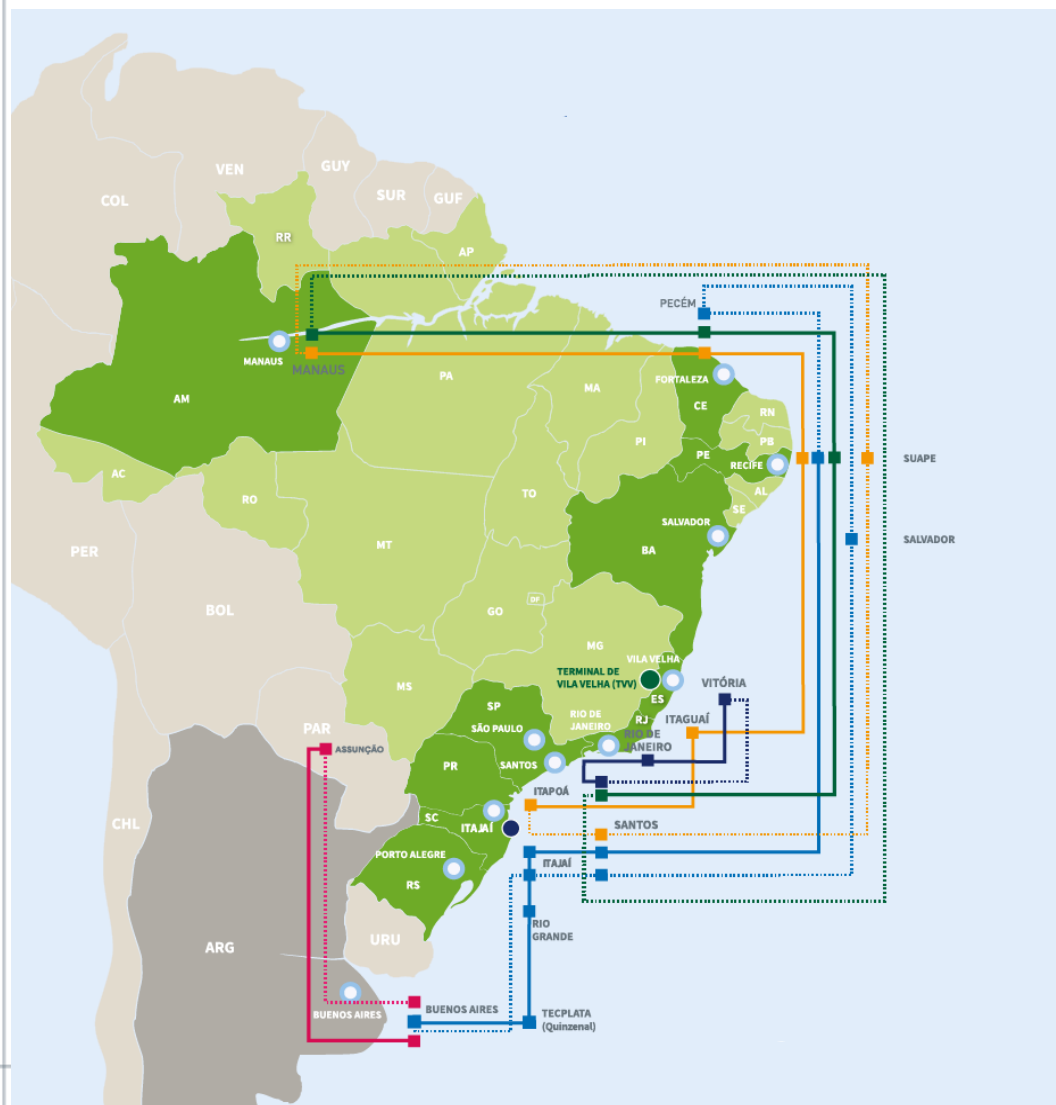 VEN
GUY
SUR
GUF
COL
RR
AP
PECÉM
MANAUS
MANAUS
FORTALEZA
PA
MA
AM
CE
RN
PB
PI
PE
RECIFE
SUAPE
AC
AL
TO
RO
SE
SALVADOR
SALVADOR
MT
PER
BA
DF
BOL
GO
MG
VILA VELHA
TERMINAL DE
VILA VELHA (TVV)
VITÓRIA
MS
ES
SP
RIO DE
JANEIRO
RJ
ITAGUAÍ
PAR
SÃO PAULO
RIO DE
JANEIRO
ASSUNÇÃO
PR
SANTOS
ITAPOÁ
CHL
SC
ITAJAÍ
SANTOS
PORTO ALEGRE
ITAJAÍ
RS
RIO
GRANDE
ARG
URU
BUENOS AIRES
BUENOS AIRES
TECPLATA
(Quinzenal)